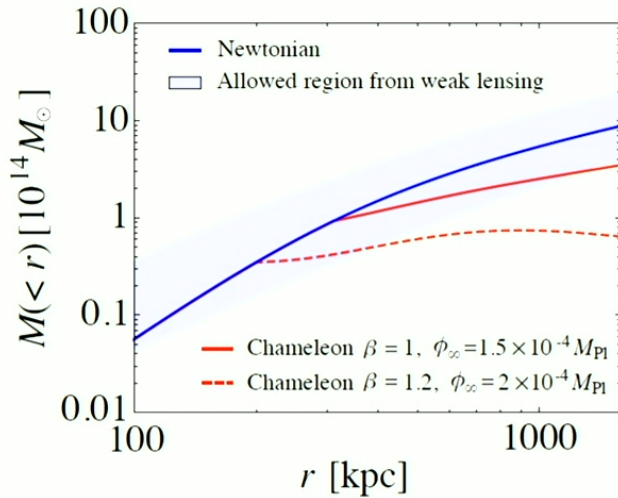 100
Newtonian
Allowed region from weak lensing
10
M(< r) [10^14 M_⊙]
1
0.1
Chameleon β = 1, ϕ_∞ = 1.5 × 10^-4 M_Pl
Chameleon β = 1.2, ϕ_∞ = 2 × 10^-4 M_Pl
0.01
100
1000
r [kpc]